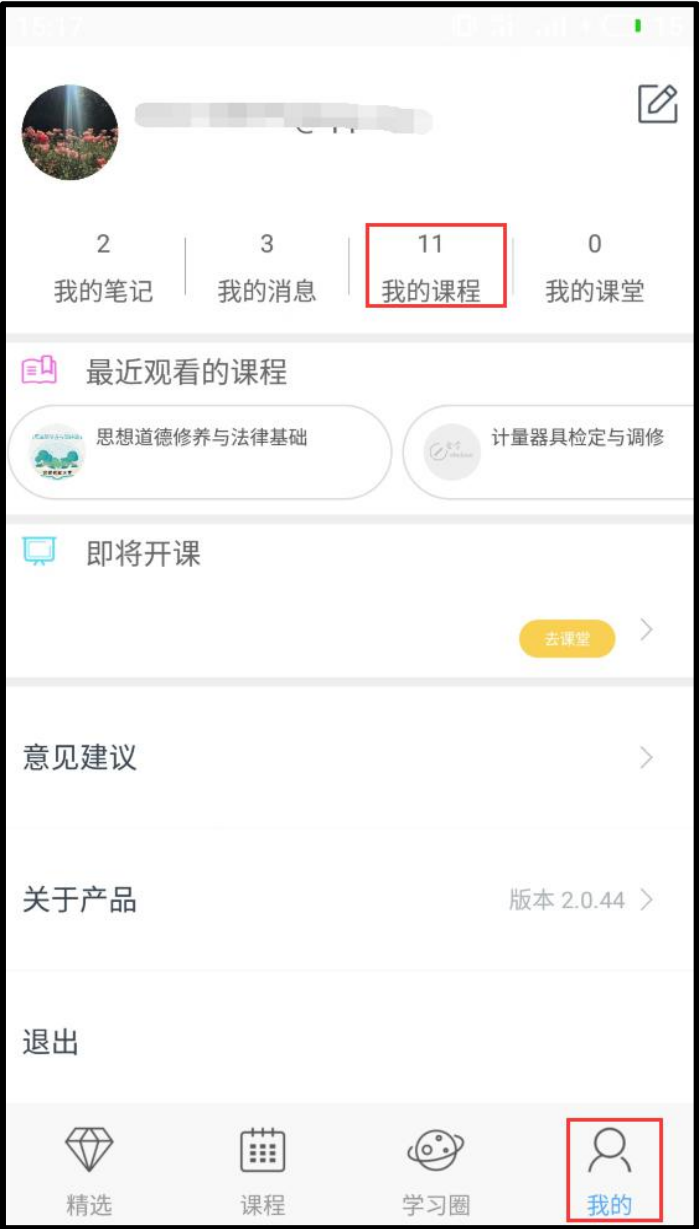 15:17
2
3
11
0
我的笔记
我的消息
我的课程
我的课堂
最近观看的课程
思想道德修养与法律基础
计量器具检定与调修
即将开课
去课堂
意见建议
关于产品
版本 2.0.44
退出
精选
课程
学习圈
我的